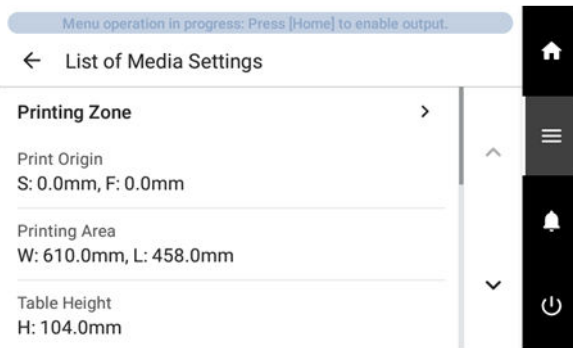 Menu operation in progress: Press [Home] to enable output.
List of Media Settings
Printing Zone
Print Origin
S: 0.0mm, F: 0.0mm
Printing Area
W: 610.0mm, L: 458.0mm
Table Height
H: 104.0mm